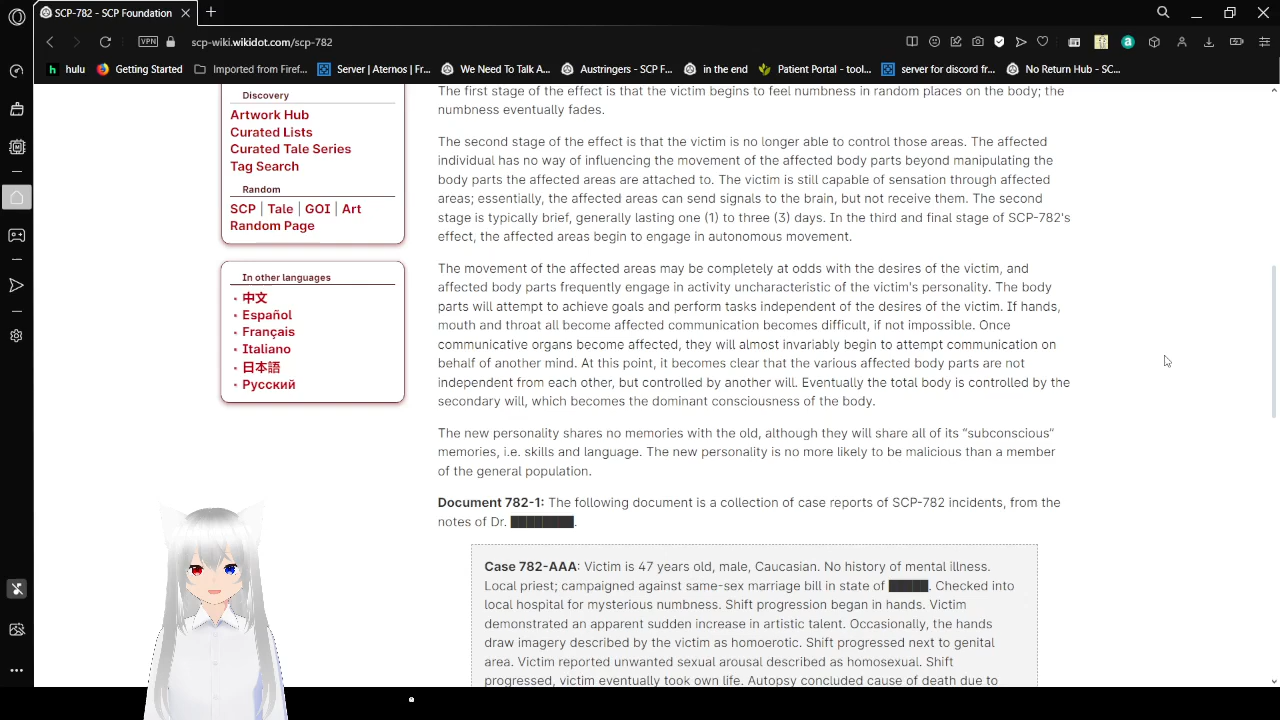 SCP-782 - SCP Foundation
VPN scp-wiki.wikidot.com/scp-782
hulu Getting Started Imported from Firef... Server | Aternos | Fr... We Need To Talk A... Austringers - SCP F... in the end Patient Portal - tool... server for discord fr... No Return Hub - SC...
Discovery
Artwork Hub
Curated Lists
Curated Tale Series
Tag Search
Random
SCP | Tale | GOI | Art
Random Page
In other languages
中文
Español
Français
Italiano
日本語
Русский
The first stage of the effect is that the victim begins to feel numbness in random places on the body; the
numbness eventually fades.
The second stage of the effect is that the victim is no longer able to control those areas. The affected
individual has no way of influencing the movement of the affected body parts beyond manipulating the
body parts the affected areas are attached to. The victim is still capable of sensation through affected
areas; essentially, the affected areas can send signals to the brain, but not receive them. The second
stage is typically brief, generally lasting one (1) to three (3) days. In the third and final stage of SCP-782's
effect, the affected areas begin to engage in autonomous movement.
The movement of the affected areas may be completely at odds with the desires of the victim, and
affected body parts frequently engage in activity uncharacteristic of the victim's personality. The body
parts will attempt to achieve goals and perform tasks independent of the desires of the victim. If hands,
mouth and throat all become affected communication becomes difficult, if not impossible. Once
communicative organs become affected, they will almost invariably begin to attempt communication on
behalf of another mind. At this point, it becomes clear that the various affected body parts are not
independent from each other, but controlled by another will. Eventually the total body is controlled by the
secondary will, which becomes the dominant consciousness of the body.
The new personality shares no memories with the old, although they will share all of its “subconscious”
memories, i.e. skills and language. The new personality is no more likely to be malicious than a member
of the general population.
Document 782-1: The following document is a collection of case reports of SCP-782 incidents, from the
notes of Dr. ████████.
Case 782-AAA: Victim is 47 years old, male, Caucasian. No history of mental illness.
Local priest; campaigned against same-sex marriage bill in state of █████. Checked into
local hospital for mysterious numbness. Shift progression began in hands. Victim
demonstrated an apparent sudden increase in artistic talent. Occasionally, the hands
draw imagery described by the victim as homoerotic. Shift progressed next to genital
area. Victim reported unwanted sexual arousal described as homosexual. Shift
progressed, victim eventually took own life. Autopsy concluded cause of death due to